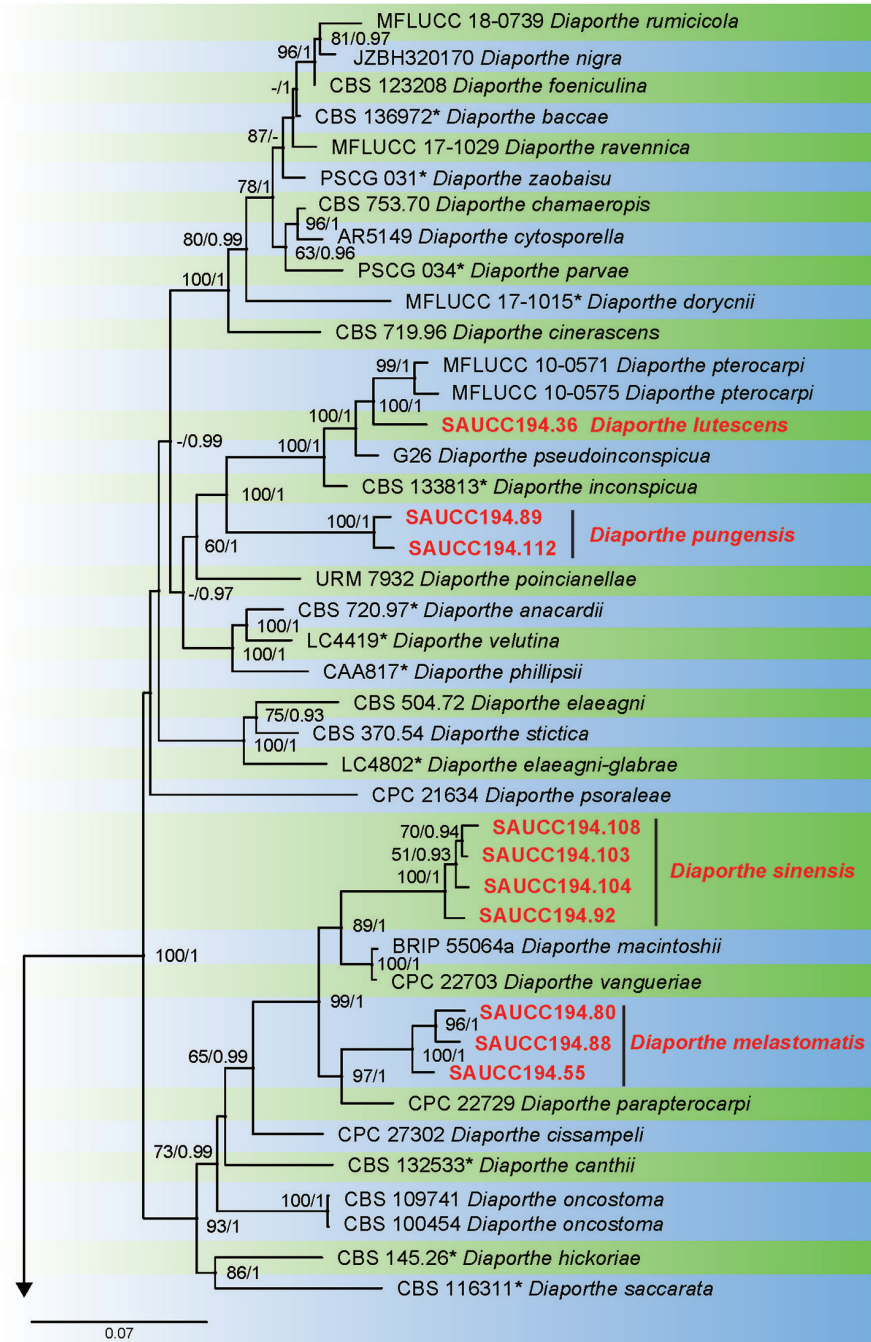 MFLUCC 18-0739 Diaporthe rumicicola
81/0.97
96/1
JZBH320170 Diaporthe nigra
CBS 123208 Diaporthe foeniculina
-/1
CBS 136972* Diaporthe baccae
87/-
MFLUCC 17-1029 Diaporthe ravennica
PSCG 031* Diaporthe zaobaisu
78/1
CBS 753.70 Diaporthe chamaeropis
96/1
AR5149 Diaporthe cytosporella
80/0.99
63/0.96
PSCG 034* Diaporthe parvae
100/1
MFLUCC 17-1015* Diaporthe dorycnii
CBS 719.96 Diaporthe cinerascens
99/1
MFLUCC 10-0571 Diaporthe pterocarpi
MFLUCC 10-0575 Diaporthe pterocarpi
100/1
100/1
SAUCC194.36 Diaporthe lutescens
100/1
-/0.99
G26 Diaporthe pseudoinconspicua
100/1
CBS 133813* Diaporthe inconspicua
100/1
SAUCC194.89
Diaporthe pungensis
SAUCC194.112
60/1
URM 7932 Diaporthe poincianellae
-/0.97
CBS 720.97* Diaporthe anacardii
100/1
LC4419* Diaporthe velutina
100/1
CAA817* Diaporthe phillipsii
CBS 504.72 Diaporthe elaeagni
75/0.93
CBS 370.54 Diaporthe stictica
100/1
LC4802* Diaporthe elaeagni-glabrae
CPC 21634 Diaporthe psoraleae
SAUCC194.108
70/0.94
SAUCC194.103
51/0.93
Diaporthe sinensis
100/1
SAUCC194.104
SAUCC194.92
89/1
BRIP 55064a Diaporthe macintoshii
100/1
100/1
CPC 22703 Diaporthe vangueriae
99/1
SAUCC194.80
96/1
SAUCC194.88
Diaporthe melastomatis
100/1
65/0.99
SAUCC194.55
97/1
CPC 22729 Diaporthe parapterocarpi
CPC 27302 Diaporthe cissampeli
73/0.99
CBS 132533* Diaporthe canthii
100/1
CBS 109741 Diaporthe oncostoma
93/1
CBS 100454 Diaporthe oncostoma
CBS 145.26* Diaporthe hickoriae
86/1
CBS 116311* Diaporthe saccarata
0.07